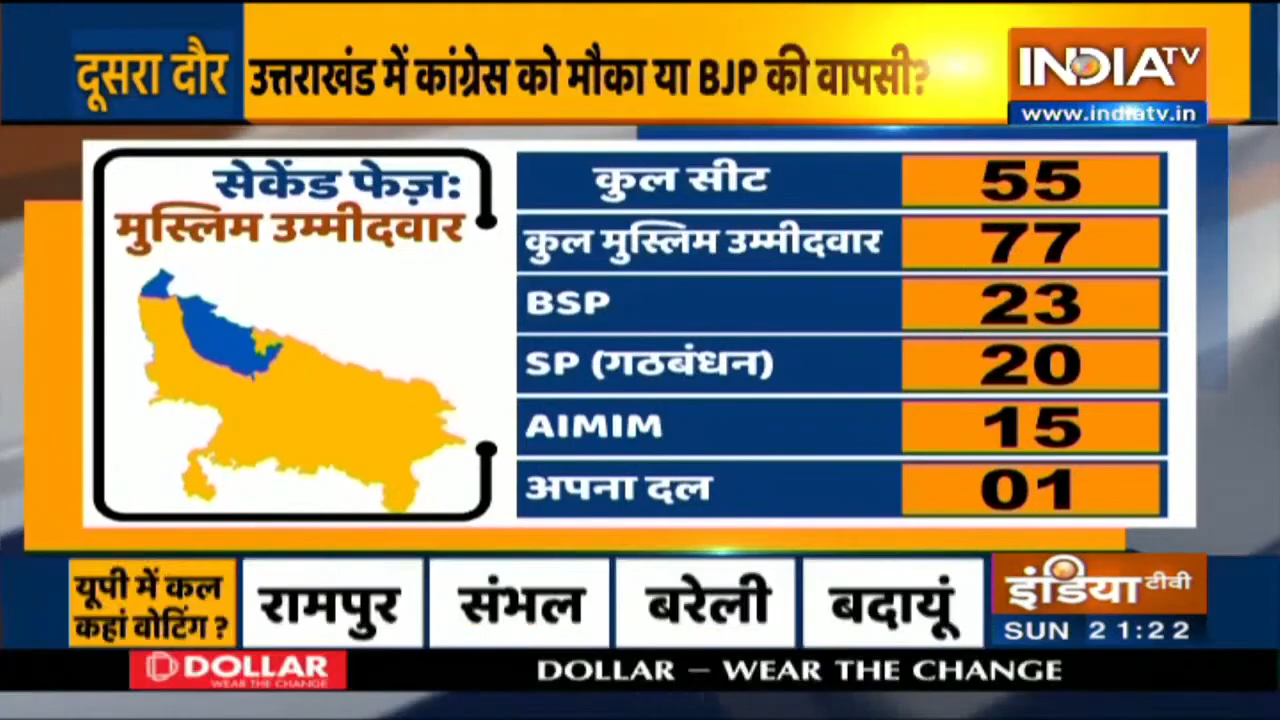 दूसरा दौर
उत्तराखंड में कांग्रेस को मौका या BJP की वापसी?
INDIA TV
www.indiatv.in
सेकेंड फेज़:
मुस्लिम उम्मीदवार
कुल सीट 55
कुल मुस्लिम उम्मीदवार 77
BSP 23
SP (गठबंधन) 20
AIMIM 15
अपना दल 01
यूपी में कल
कहां वोटिंग ?
रामपुर
संभल
बरेली
बदायूं
इंडिया टीवी
SUN 21:22
DOLLAR
WEAR THE CHANGE
DOLLAR – WEAR THE CHANGE